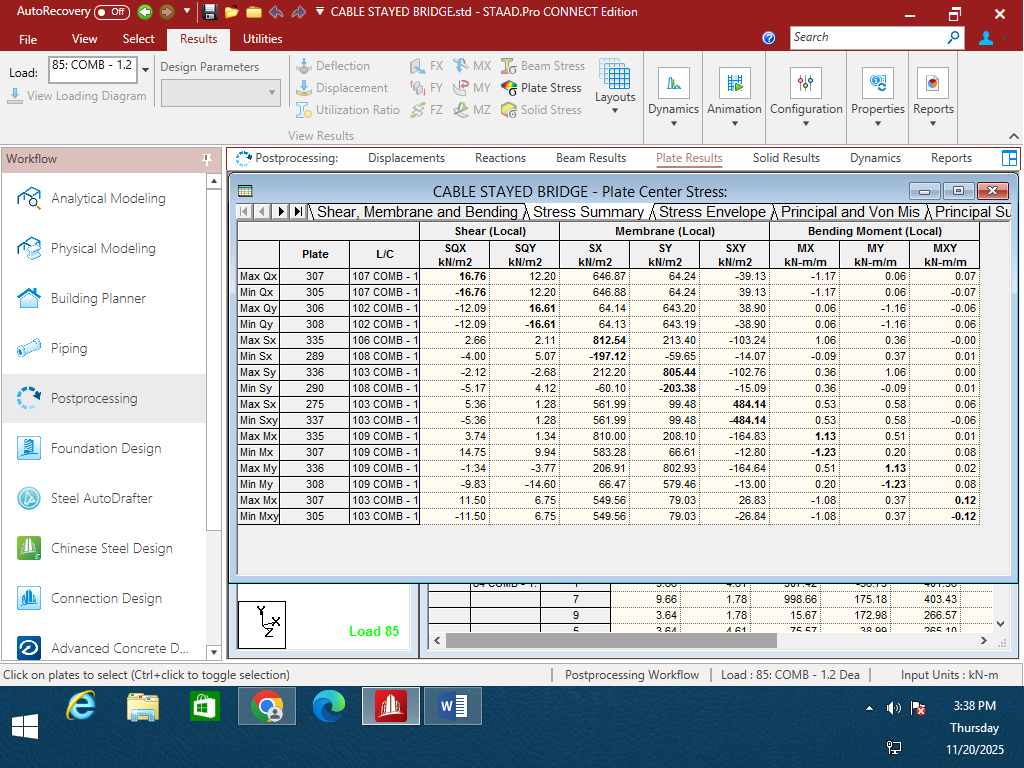 AutoRecovery Off CABLE STAYED BRIDGE.std - STAAD.Pro CONNECT Edition
File View Select Results Utilities Search
Load: 85: COMB - 1.2 Design Parameters
View Loading Diagram
Deflection FX MX Beam Stress
Displacement FY MY Plate Stress
Utilization Ratio FZ MZ Solid Stress
View Results
Layouts Dynamics Animation Configuration Properties Reports
Workflow
Analytical Modeling
Physical Modeling
Building Planner
Piping
Postprocessing
Foundation Design
Steel AutoDrafter
Chinese Steel Design
Connection Design
Advanced Concrete D...
Postprocessing: Displacements Reactions Beam Results Plate Results Solid Results Dynamics Reports
CABLE STAYED BRIDGE - Plate Center Stress:
Shear, Membrane and Bending Stress Summary Stress Envelope Principal and Von Mis Principal Su
Shear (Local) Membrane (Local) Bending Moment (Local)
Plate L/C SQX SQY SX SY SXY MX MY MXY
kN/m2 kN/m2 kN/m2 kN/m2 kN/m2 kN-m/m kN-m/m kN-m/m
Max Qx 307 107 COMB - 1 16.76 12.20 646.87 64.24 -39.13 -1.17 0.06 0.07
Min Qx 305 107 COMB - 1 -16.76 12.20 646.88 64.24 39.13 -1.17 0.06 -0.07
Max Qy 306 102 COMB - 1 -12.09 16.61 64.14 643.20 38.90 0.06 -1.16 -0.06
Min Qy 308 102 COMB - 1 -12.09 -16.61 64.13 643.19 -38.90 0.06 -1.16 0.06
Max Sx 335 106 COMB - 1 2.66 2.11 812.54 213.40 -103.24 1.06 0.36 -0.00
Min Sx 289 108 COMB - 1 -4.00 5.07 -197.12 -59.65 -14.07 -0.09 0.37 0.01
Max Sy 336 103 COMB - 1 -2.12 -2.68 212.20 805.44 -102.76 0.36 1.06 0.00
Min Sy 290 108 COMB - 1 -5.17 4.12 -60.10 -203.38 -15.09 0.36 -0.09 0.01
Max Sx 275 103 COMB - 1 5.36 1.28 561.99 99.48 484.14 0.53 0.58 0.06
Min Sxy 337 103 COMB - 1 -5.36 1.28 561.99 99.48 -484.14 0.53 0.58 -0.06
Max Mx 335 109 COMB - 1 3.74 1.34 810.00 208.10 -164.83 1.13 0.51 0.01
Min Mx 307 109 COMB - 1 14.75 9.94 583.28 66.61 -12.80 -1.23 0.20 0.08
Max My 336 109 COMB - 1 -1.34 -3.77 206.91 802.93 -164.64 0.51 1.13 0.02
Min My 308 109 COMB - 1 -9.83 -14.60 66.47 579.46 -13.00 0.20 -1.23 0.08
Max Mx 307 103 COMB - 1 11.50 6.75 549.56 79.03 26.83 -1.08 0.37 0.12
Min Mxy 305 103 COMB - 1 -11.50 6.75 549.56 79.03 -26.84 -1.08 0.37 -0.12
7 9.66 1.78 998.66 175.18 403.43
9 3.64 1.78 15.67 172.98 266.57
5 3.64 4.61 75.57 38.99 265.10
Y
X
Z
Load 85
Click on plates to select (Ctrl+click to toggle selection) Postprocessing Workflow Load : 85: COMB - 1.2 Dea Input Units : kN-m
3:38 PM
Thursday
11/20/2025